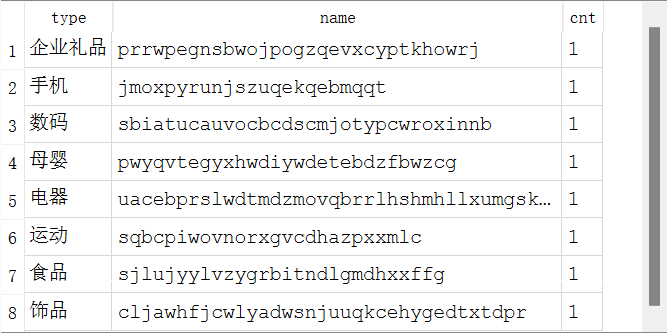 type name cnt
1 企业礼品 prrwpegnsbwojpogzqevxcyptkhowrj 1
2 手机 jmoxpyrunjszuqekqebmqqt 1
3 数码 sbiatucauvocbcdscmjotypcwroxinnb 1
4 母婴 pwyqvtegyxhwdiywdetebdzfbwzcg 1
5 电器 uacebprslwdtmdzmovqbrrlhshmhllxumgsk... 1
6 运动 sqbcpiwovnorxgvcdhazpxxmlc 1
7 食品 sjlujyylvzygrbitndlgmdhxxffg 1
8 饰品 cljawhfjcwlyadwsnjuuqkcehygedtxtdpr 1